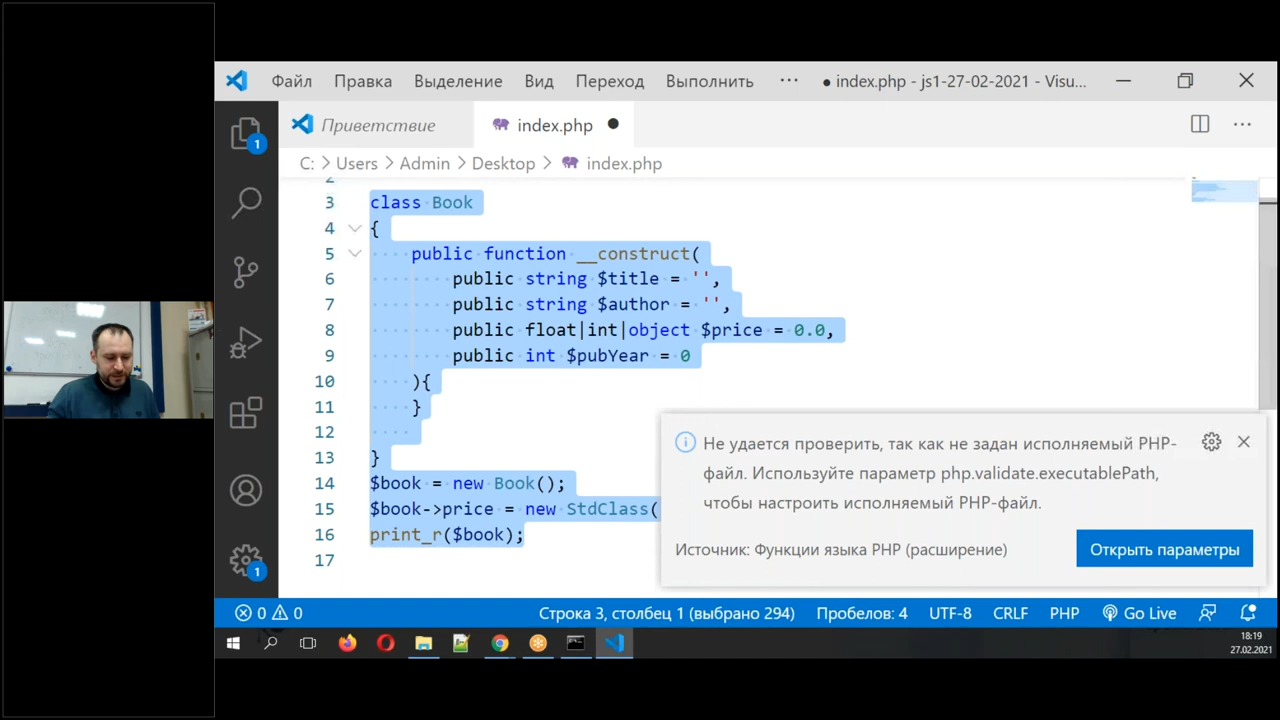 Файл Правка Выделение Вид Переход Выполнить ··· ● index.php - js1-27-02-2021 - Visu...
Приветствие index.php ●
C: > Users > Admin > Desktop > index.php
2
3 class Book
4 {
5 public function __construct(
6 public string $title = '',
7 public string $author = '',
8 public float|int|object $price = 0.0,
9 public int $pubYear = 0
10 ){
11 }
12
13 }
14 $book = new Book();
15 $book->price = new StdClass(
16 print_r($book);
17
1
1
Не удается проверить, так как не задан исполняемый PHP-
файл. Используйте параметр php.validate.executablePath,
чтобы настроить исполняемый PHP-файл.
Источник: Функции языка PHP (расширение) Открыть параметры
0 0 Строка 3, столбец 1 (выбрано 294) Пробелов: 4 UTF-8 CRLF PHP Go Live
18:19
27.02.2021